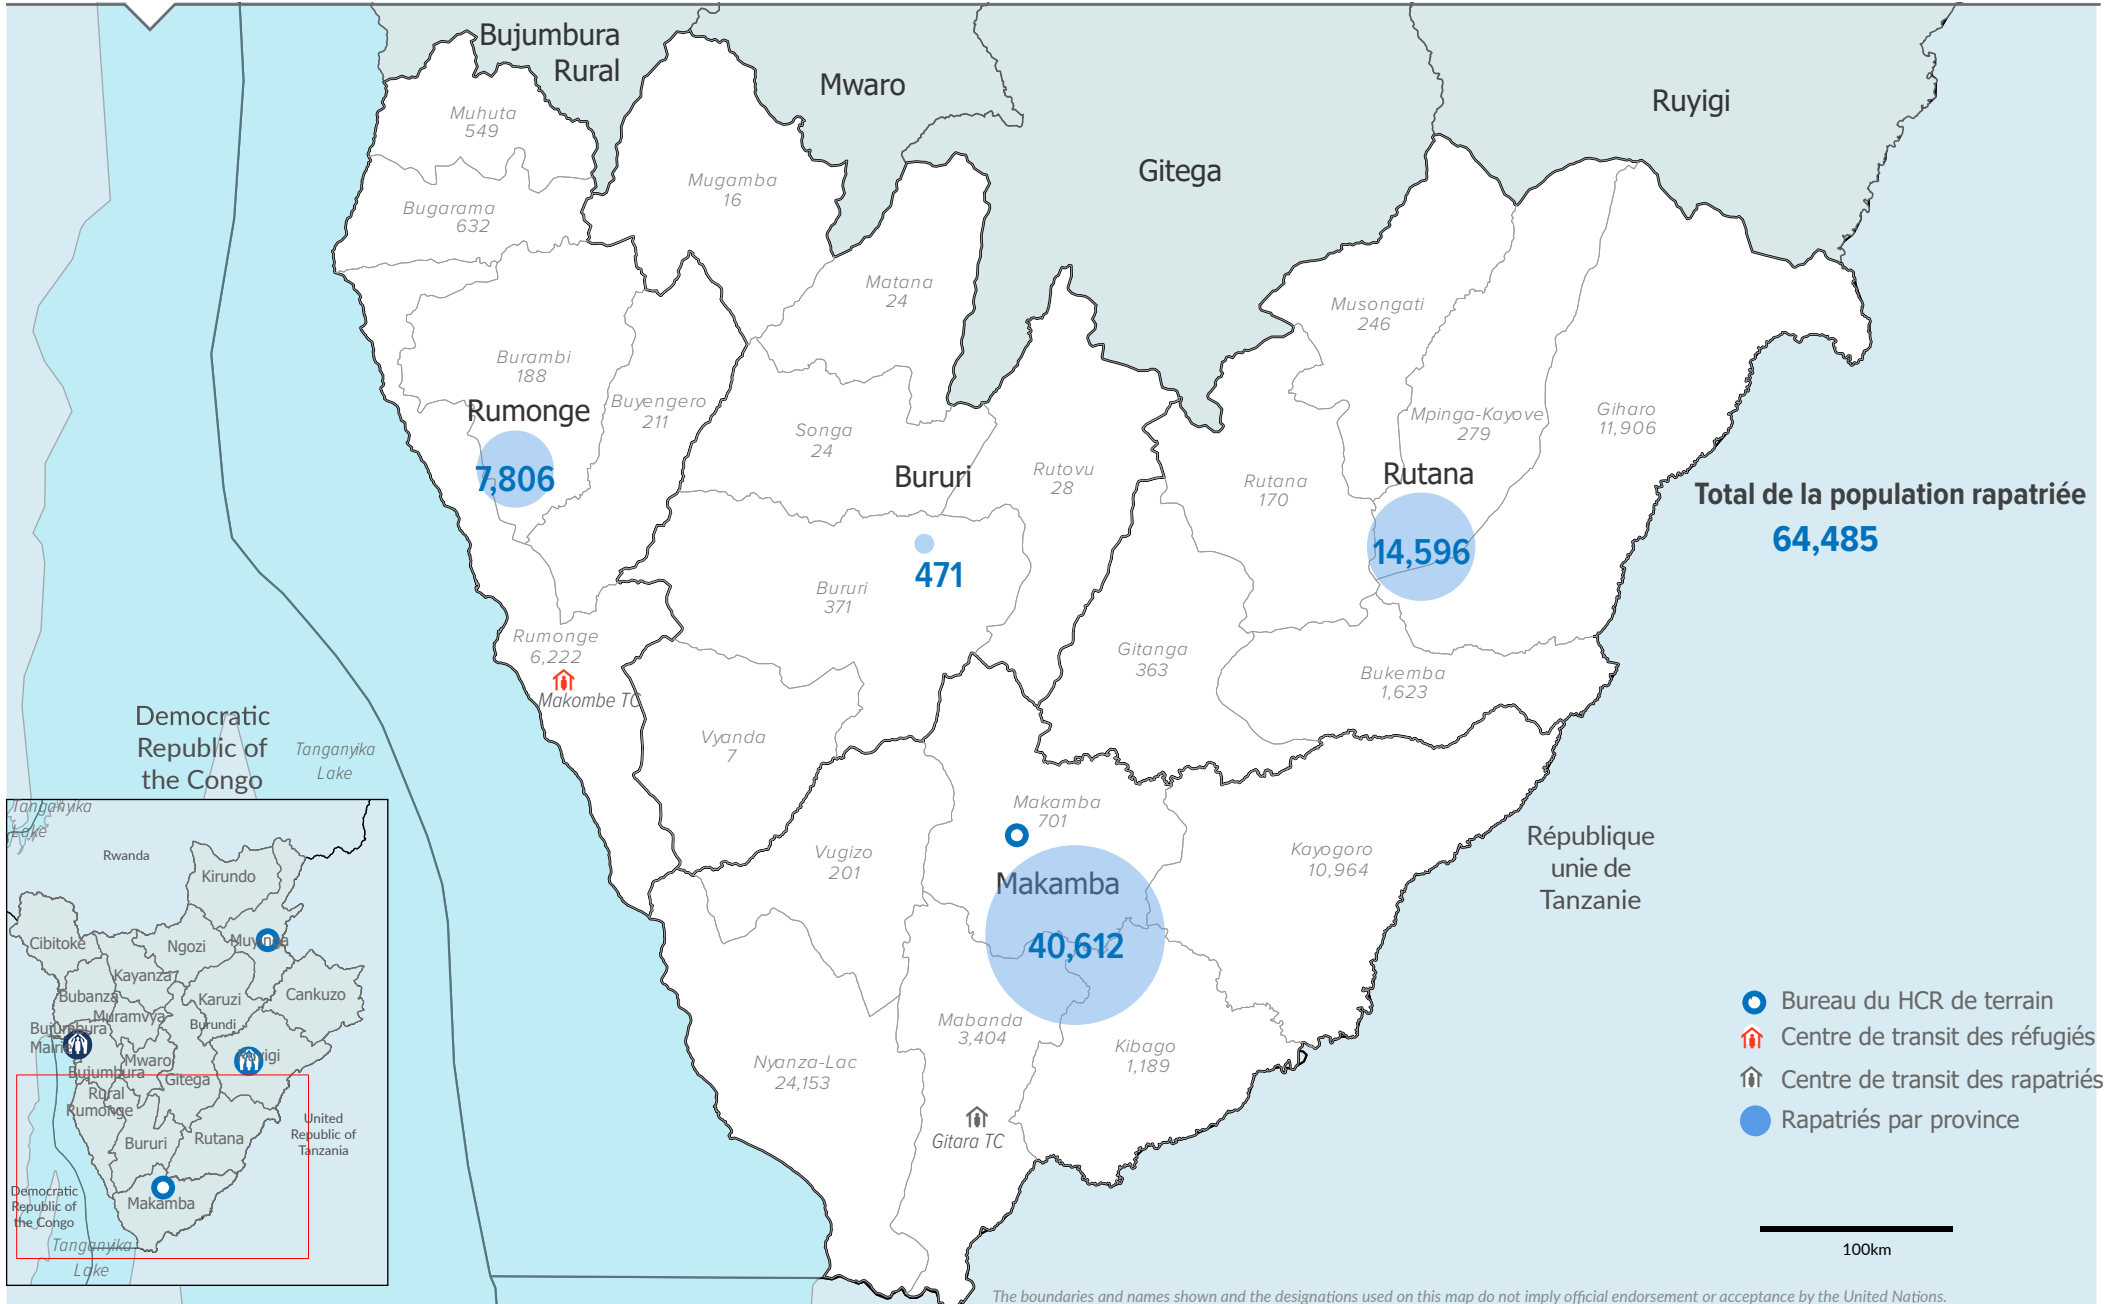 Bujumbura
Rural
Mwaro
Ruyigi
Gitega
Muhuta
549
Mugamba
16
Bugarama
632
Matana
24
Musongati
246
Burambi
188
Buyengero
211
Rumonge
7,806
Songa
24
Bururi
471
Rutovu
28
Mpinga-Kayove
279
Giharo
11,906
Rutana
14,596
Rutana
170
Total de la population rapatriée
64,485
Bururi
371
Rumonge
6,222
Makombe TC
Gitanga
363
Bukemba
1,623
Vyanda
7
Democratic
Republic of
the Congo
Tanganyika
Lake
Makamba
701
Vugizo
201
Makamba
40,612
Kayogoro
10,964
République
unie de
Tanzanie
Mabanda
3,404
Kibago
1,189
Nyanza-Lac
24,153
Gitara TC
Bureau du HCR de terrain
Centre de transit des réfugiés
Centre de transit des rapatriés
Rapatriés par province
100km
Tanganyika
Lake
Rwanda
Kirundo
Cibitoke
Ngozi
Muyinga
Kayanza
Bubanza
Karuzi
Cankuzo
Muramvya
Burundi
Bujumbura
Mairie
Mwaro
Ruyigi
Bujumbura
Rural
Gitega
Rumonge
United
Republic of
Tanzania
Bururi
Rutana
Makamba
Democratic
Republic of
the Congo
Tanganyika
Lake
The boundaries and names shown and the designations used on this map do not imply official endorsement or acceptance by the United Nations.